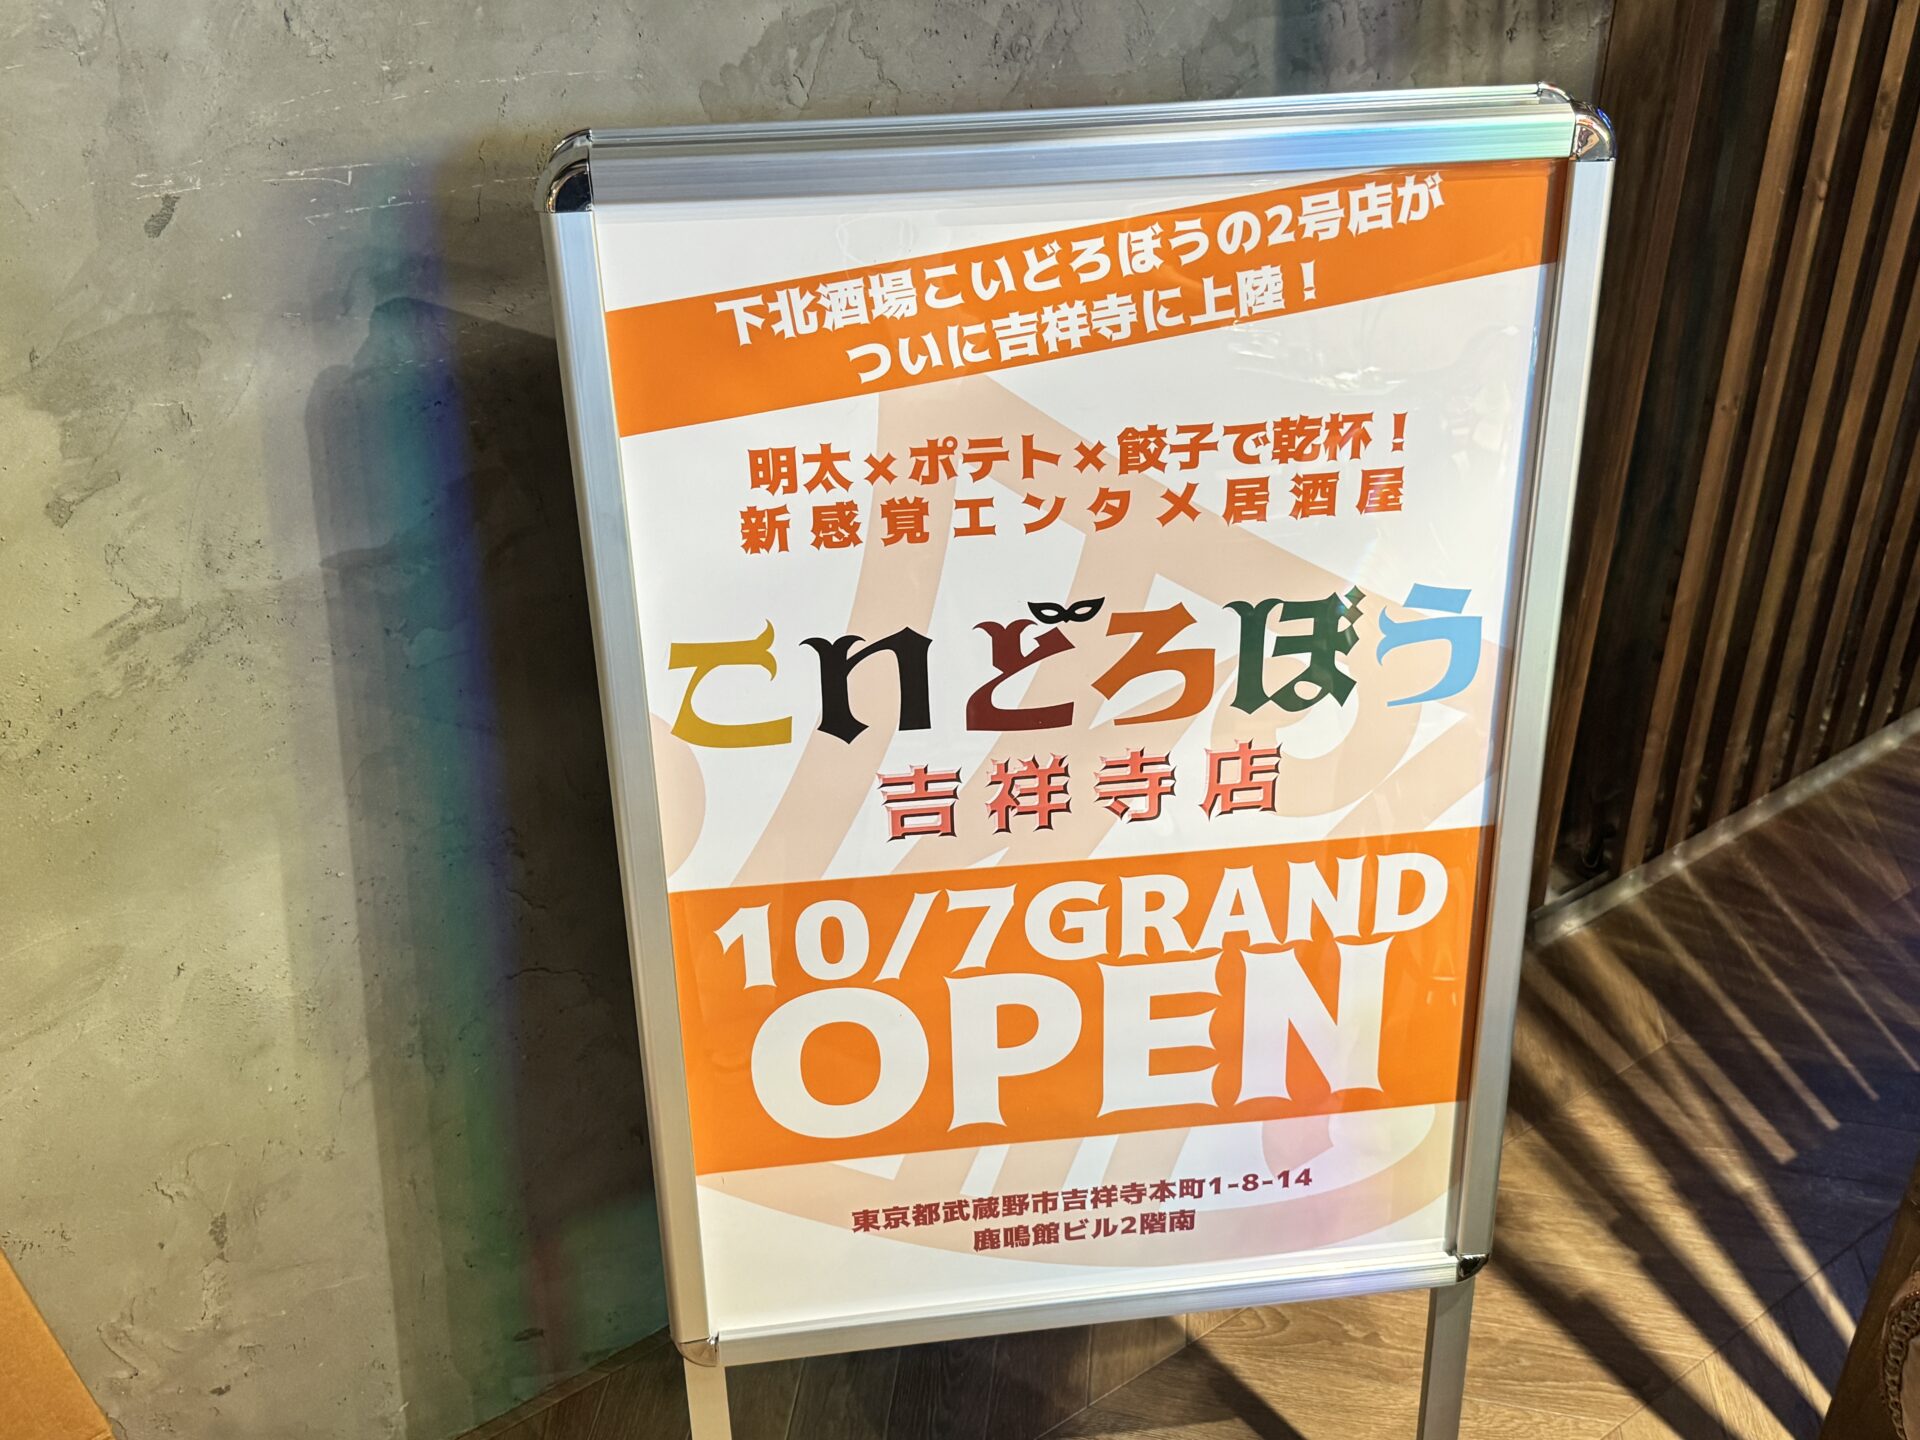 下北酒場こいどろぼうの2号店が
ついに吉祥寺に上陸！
明太×ポテト×餃子で乾杯！
新感覚エンタメ居酒屋
こいどろぼう
吉祥寺店
10/7GRAND
OPEN
東京都武蔵野市吉祥寺本町1-8-14
鹿鳴館ビル2階南